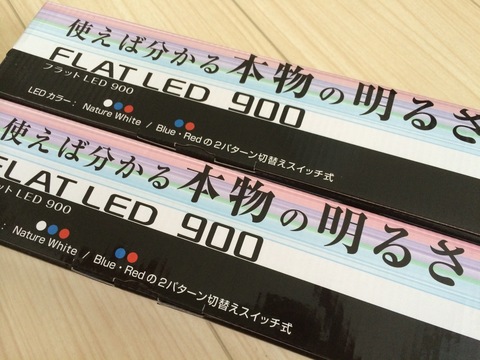 使えば分かる本物の明るさ
FLAT LED 900
フラット LED 900
LEDカラー： Nature White / Blue・Redの2パターン切替えスイッチ式
使えば分かる本物の明るさ
FLAT LED 900
ラット LED 900
Nature White / Blue・Redの2パターン切替えスイッチ式